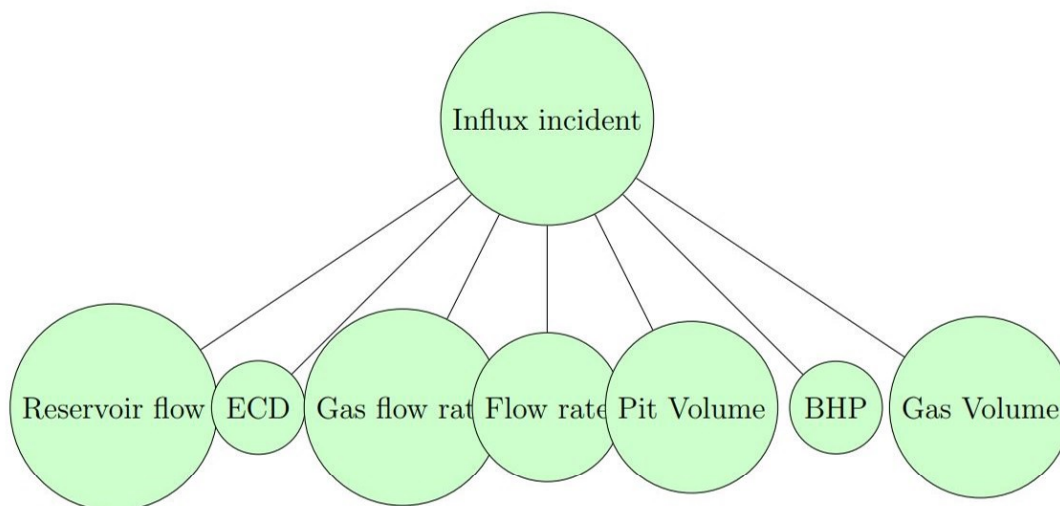 Influx incident
Reservoir flow
ECD
Gas flow rat
Flow rate
Pit Volume
BHP
Gas Volume